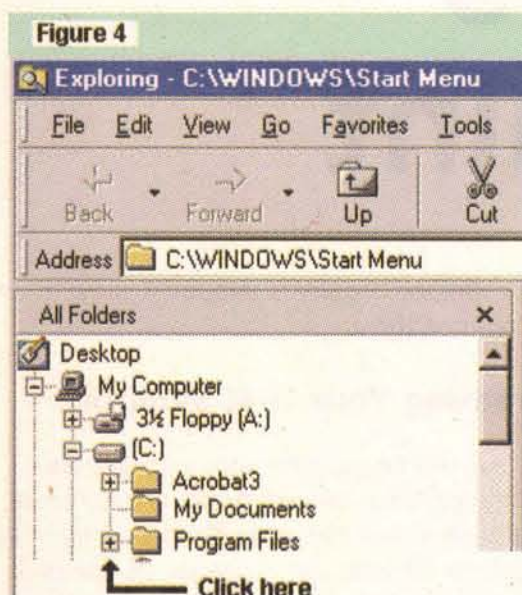 Figure 4
Exploring - C:\WINDOWS\Start Menu
File Edit View Go Favorites Tools
Back Forward Up Cut
Address C:\WINDOWS\Start Menu
All Folders
Desktop
My Computer
3½ Floppy (A:)
(C:)
Acrobat3
My Documents
Program Files
Click here